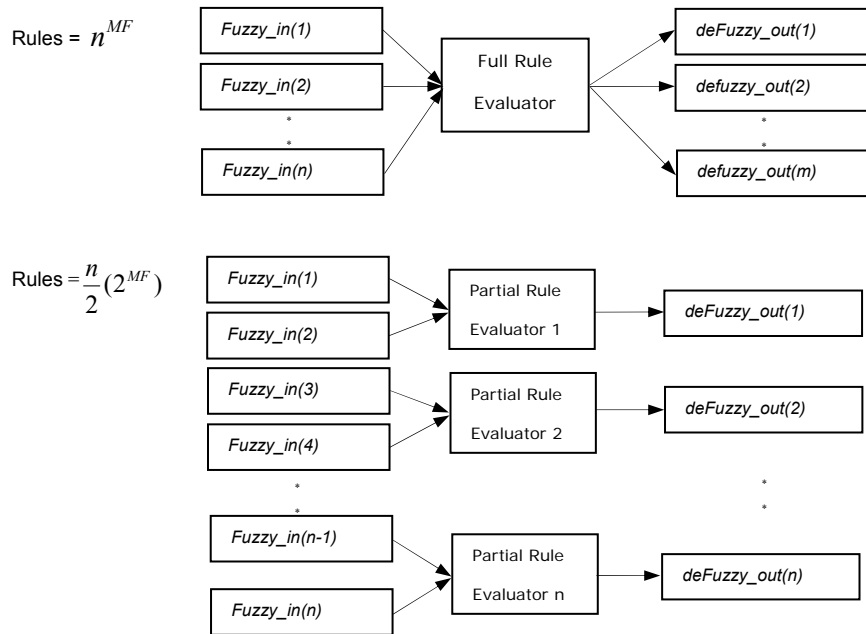 Rules = n^{MF}
Fuzzy_in(1)
Fuzzy_in(2)
*
*
Fuzzy_in(n)
Full Rule
Evaluator
deFuzzy_out(1)
defuzzy_out(2)
*
*
defuzzy_out(m)
Rules = \frac{n}{2}(2^{MF})
Fuzzy_in(1)
Fuzzy_in(2)
Partial Rule
Evaluator 1
deFuzzy_out(1)
Fuzzy_in(3)
Fuzzy_in(4)
Partial Rule
Evaluator 2
deFuzzy_out(2)
*
*
*
*
Fuzzy_in(n-1)
Fuzzy_in(n)
Partial Rule
Evaluator n
deFuzzy_out(n)